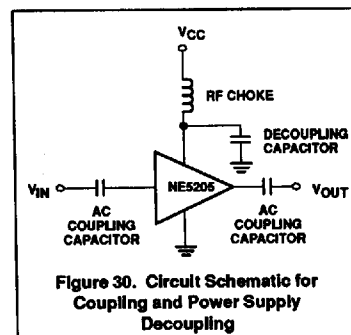 VCC
RF CHOKE
DECOUPLING
CAPACITOR
NE5205
VIN
VOUT
AC
COUPLING
CAPACITOR
AC
COUPLING
CAPACITOR
Figure 30. Circuit Schematic for
Coupling and Power Supply
Decoupling